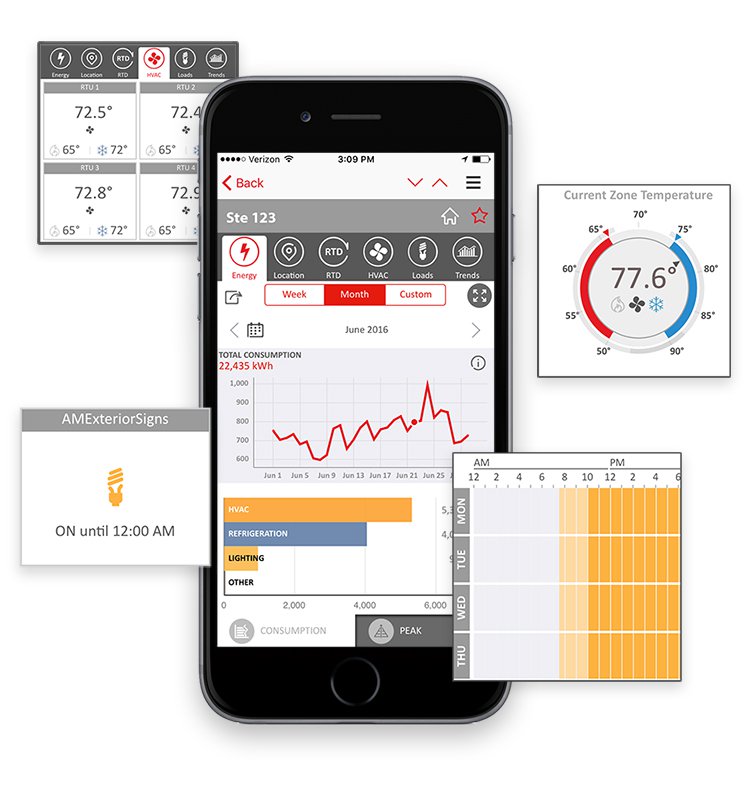 Energy Location RTD RTD HVAC Loads Trends
RTU 1 RTU 2
72.5° 72.4
65° 72° 65° 72°
RTU 3 RTU 4
72.8° 72.9
65° 72° 65° 72°
Verizon 3:09 PM
Back
Ste 123
RTD
Energy Location RTD HVAC Loads Trends
Week Month Custom
June 2016
TOTAL CONSUMPTION
22,435 kWh
1,000
900
800
700
600
Jun 1 Jun 5 Jun 9 Jun 13 Jun 17 Jun 21 Jun 25 Jun
HVAC 5,3
REFRIGERATION 4,0
LIGHTING
OTHER
0 2,000 4,000 6,000
CONSUMPTION PEAK
Current Zone Temperature
70°
65° 75°
60° 80°
77.6°
55° 85°
50° 90°
AMExteriorSigns
ON until 12:00 AM
AM PM
12 2 4 6 8 10 12 2 4 6
MON
TUE
WED
THU